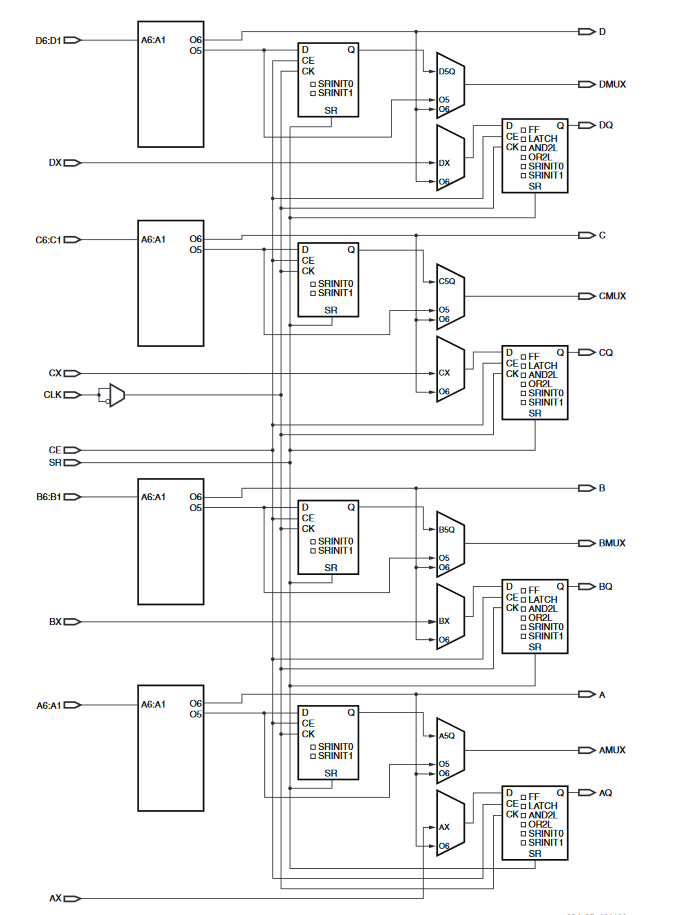 D6:D1 A6:A1 O6 D
O5 D Q
CE
CK D5Q DMUX
SRINIT0
SRINIT1 O5
SR O6
D FF Q DQ
CE LATCH
CK AND2L
DX DX OR2L
SRINIT0
O6 SRINIT1
SR
C6:C1 A6:A1 O6 C
O5 D Q
CE
CK
C5Q
SRINIT0 CMUX
SRINIT1
SR O5
O6
D FF Q CQ
CE LATCH
CX CX CK AND2L
OR2L
CLK O6 SRINIT0
SRINIT1
SR
CE
SR
B6:B1 A6:A1 O6 B
O5 D Q
CE
CK B5Q
SRINIT0 BMUX
SRINIT1
O5
SR O6
D FF Q BQ
CE LATCH
CK AND2L
BX BX OR2L
SRINIT0
O6 SRINIT1
SR
A6:A1 A6:A1 O6 A
O5 D Q
CE
CK A5Q
SRINIT0 AMUX
SRINIT1
O5
SR O6
D FF Q AQ
CE LATCH
CK AND2L
AX OR2L
SRINIT0
O6 SRINIT1
SR
AX